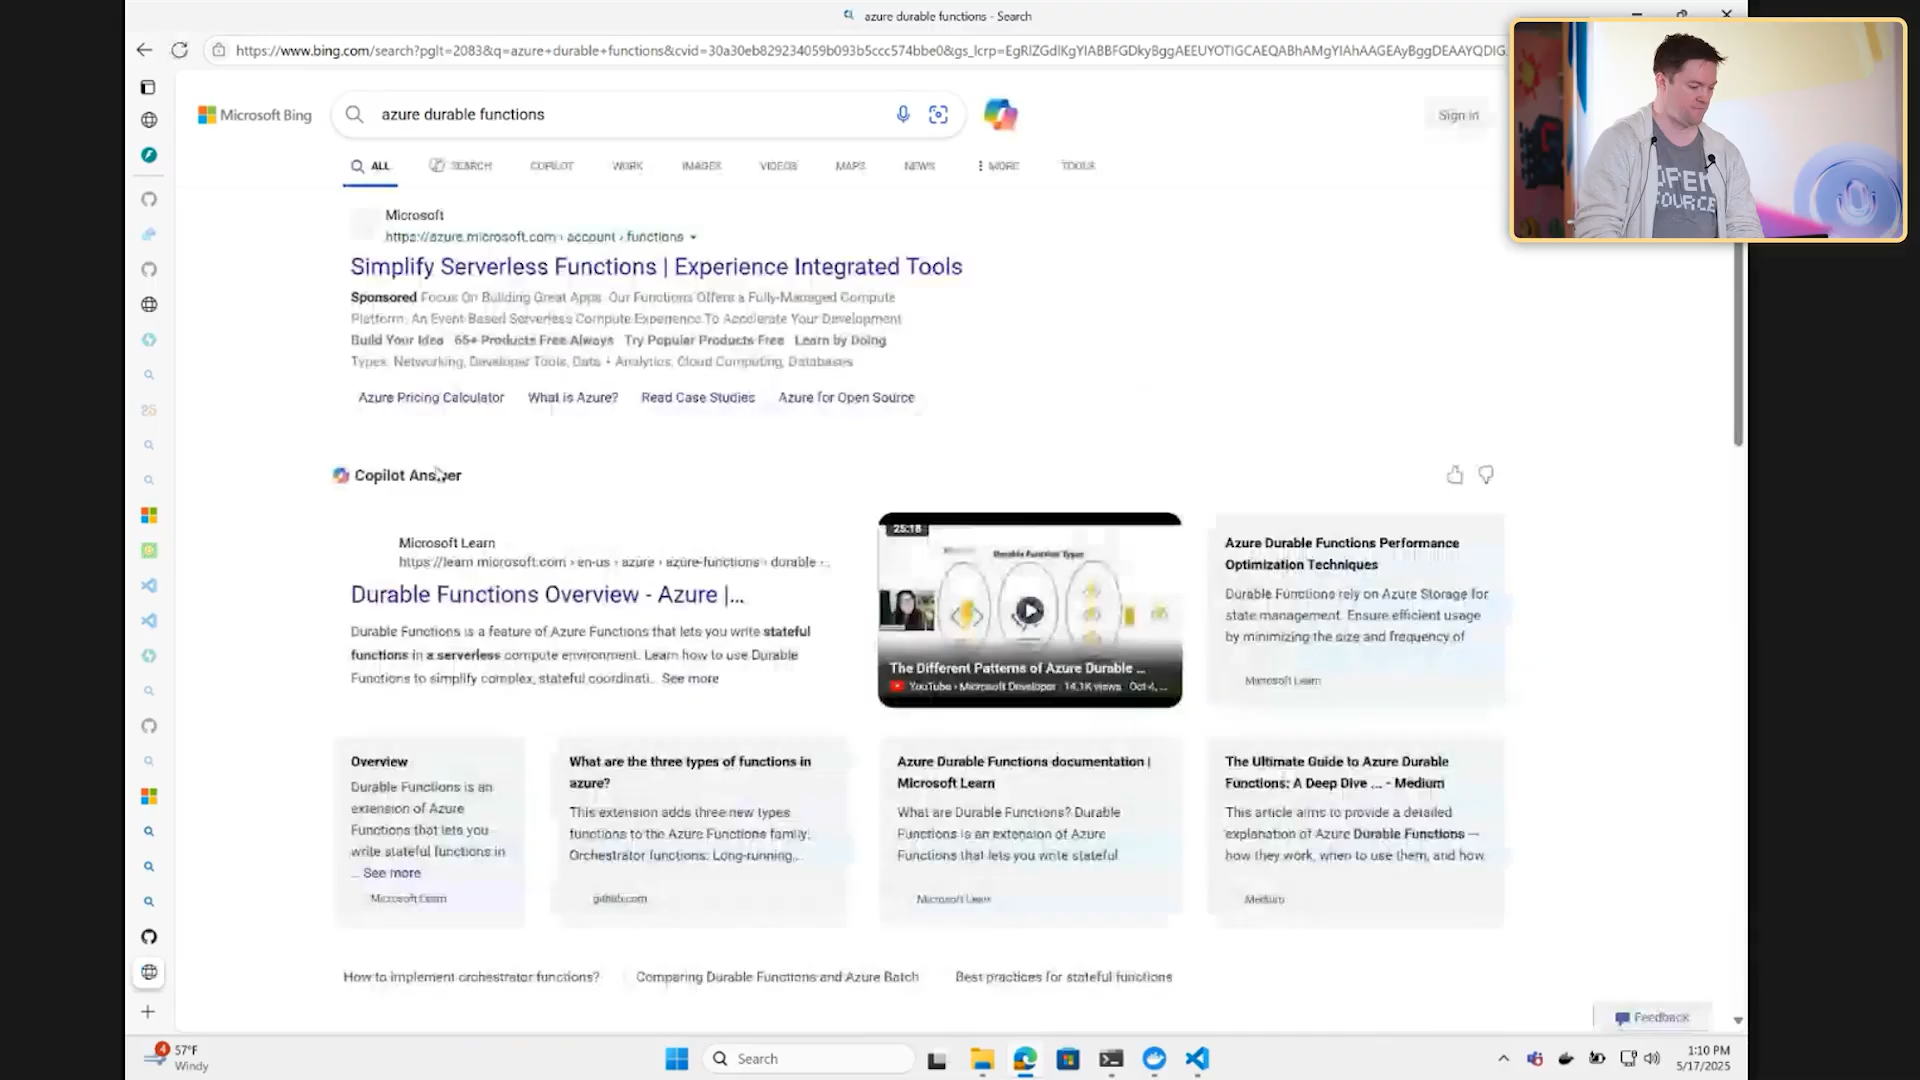 azure durable functions - Search
https://www.bing.com/search?pglt=2083&q=azure+durable+functions&cvid=30a30eb829234059b093b5ccc574bbe0&gs_lcrp=EgRlZGdlKgYIABBFGDkyBggAEEUYOTIGCAEQABhAMgYIAhAAGEAyBggDEAAYQDIG
Microsoft Bing
azure durable functions
Sign in
ALL SEARCH COPILOT WORK IMAGES VIDEOS MAPS NEWS MORE TOOLS
Microsoft
https://azure.microsoft.com › account › functions
Simplify Serverless Functions | Experience Integrated Tools
Sponsored Focus On Building Great Apps. Our Functions Offers a Fully-Managed Compute
Platform. An Event-Based Serverless Compute Experience To Accelerate Your Development
Build Your Idea 65+ Products Free Always Try Popular Products Free Learn by Doing
Types: Networking, Developer Tools, Data + Analytics, Cloud Computing, Databases
Azure Pricing Calculator What is Azure? Read Case Studies Azure for Open Source
Copilot Answer
Microsoft Learn
https://learn.microsoft.com › en-us › azure › azure-functions › durable › ..
Durable Functions Overview - Azure |...
Durable Functions is a feature of Azure Functions that lets you write stateful
functions in a serverless compute environment. Learn how to use Durable
Functions to simplify complex, stateful coordinati.. See more
25:18
Durable Function Types
The Different Patterns of Azure Durable ...
YouTube › Microsoft Developer · 14.1K views · Oct 4, ...
Azure Durable Functions Performance
Optimization Techniques
Durable Functions rely on Azure Storage for
state management. Ensure efficient usage
by minimizing the size and frequency of
Microsoft Learn
Overview
Durable Functions is an
extension of Azure
Functions that lets you
write stateful functions in
... See more
Microsoft Learn
What are the three types of functions in
azure?
This extension adds three new types
functions to the Azure Functions family:
Orchestrator functions: Long-running,..
github.com
Azure Durable Functions documentation |
Microsoft Learn
What are Durable Functions? Durable
Functions is an extension of Azure
Functions that lets you write stateful
Microsoft Learn
The Ultimate Guide to Azure Durable
Functions: A Deep Dive ... - Medium
This article aims to provide a detailed
explanation of Azure Durable Functions —
how they work, when to use them, and how
Medium
How to implement orchestrator functions? Comparing Durable Functions and Azure Batch Best practices for stateful functions
Feedback
4
57°F
Windy
Search
1:10 PM
5/17/2025
OPEN
SOURCE
25